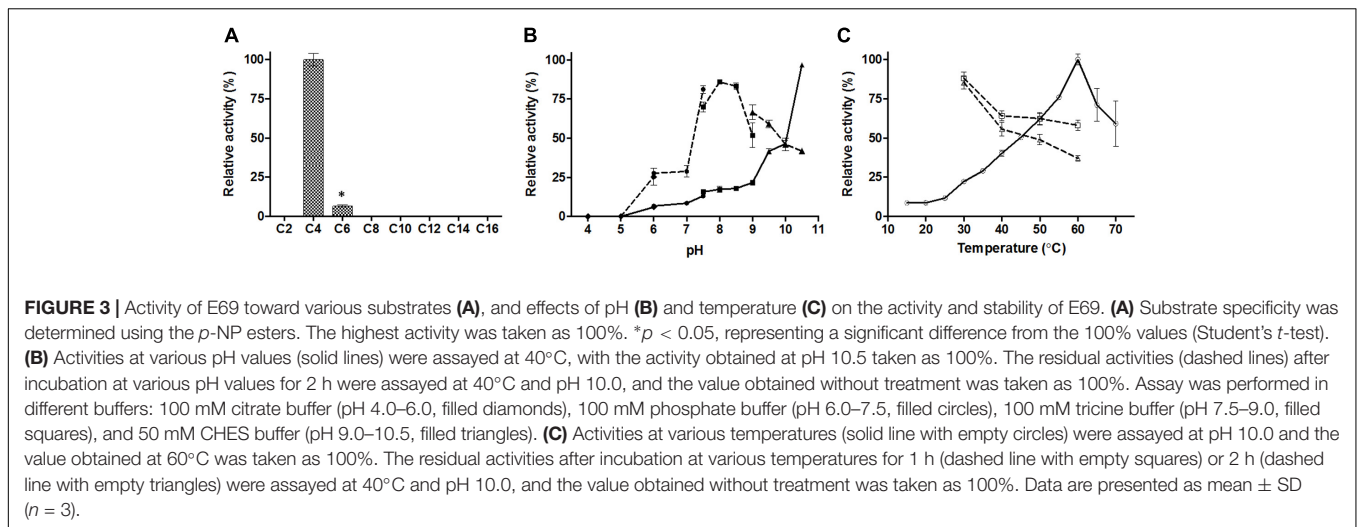 A
B
C
Relative activity (%)
100
75
50
25
0
*
C2 C4 C6 C8 C10 C12 C14 C16
Relative activity (%)
100
75
50
25
0
4 5 6 7 8 9 10 11
pH
Relative activity (%)
100
75
50
25
0
10 20 30 40 50 60 70
Temperature (°C)
FIGURE 3 | Activity of E69 toward various substrates (A), and effects of pH (B) and temperature (C) on the activity and stability of E69. (A) Substrate specificity was
determined using the p-NP esters. The highest activity was taken as 100%. *p < 0.05, representing a significant difference from the 100% values (Student's t-test).
(B) Activities at various pH values (solid lines) were assayed at 40°C, with the activity obtained at pH 10.5 taken as 100%. The residual activities (dashed lines) after
incubation at various pH values for 2 h were assayed at 40°C and pH 10.0, and the value obtained without treatment was taken as 100%. Assay was performed in
different buffers: 100 mM citrate buffer (pH 4.0–6.0, filled diamonds), 100 mM phosphate buffer (pH 6.0–7.5, filled circles), 100 mM tricine buffer (pH 7.5–9.0, filled
squares), and 50 mM CHES buffer (pH 9.0–10.5, filled triangles). (C) Activities at various temperatures (solid line with empty circles) were assayed at pH 10.0 and the
value obtained at 60°C was taken as 100%. The residual activities after incubation at various temperatures for 1 h (dashed line with empty squares) or 2 h (dashed
line with empty triangles) were assayed at 40°C and pH 10.0, and the value obtained without treatment was taken as 100%. Data are presented as mean ± SD
(n = 3).